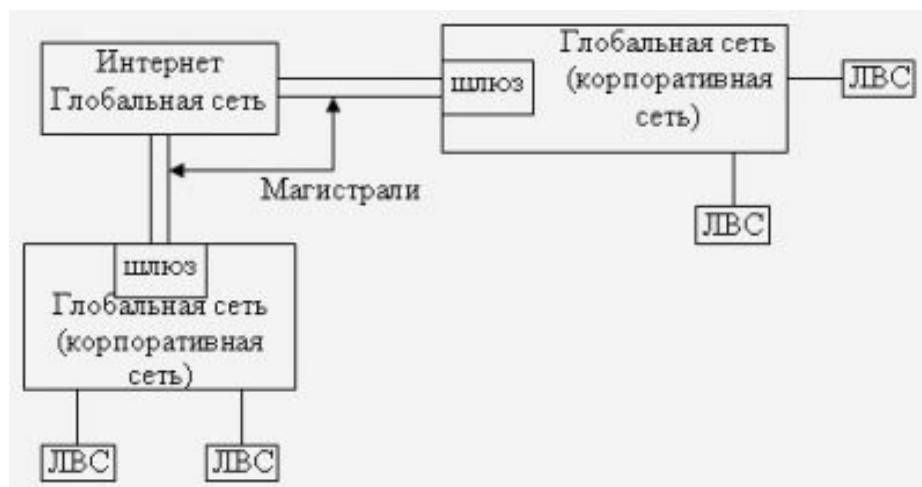 Интернет
Глобальная сеть
шлюз
Глобальная сеть
(корпоративная
сеть)
ЛВС
ЛВС
Магистрали
шлюз
Глобальная сеть
(корпоративная
сеть)
ЛВС
ЛВС